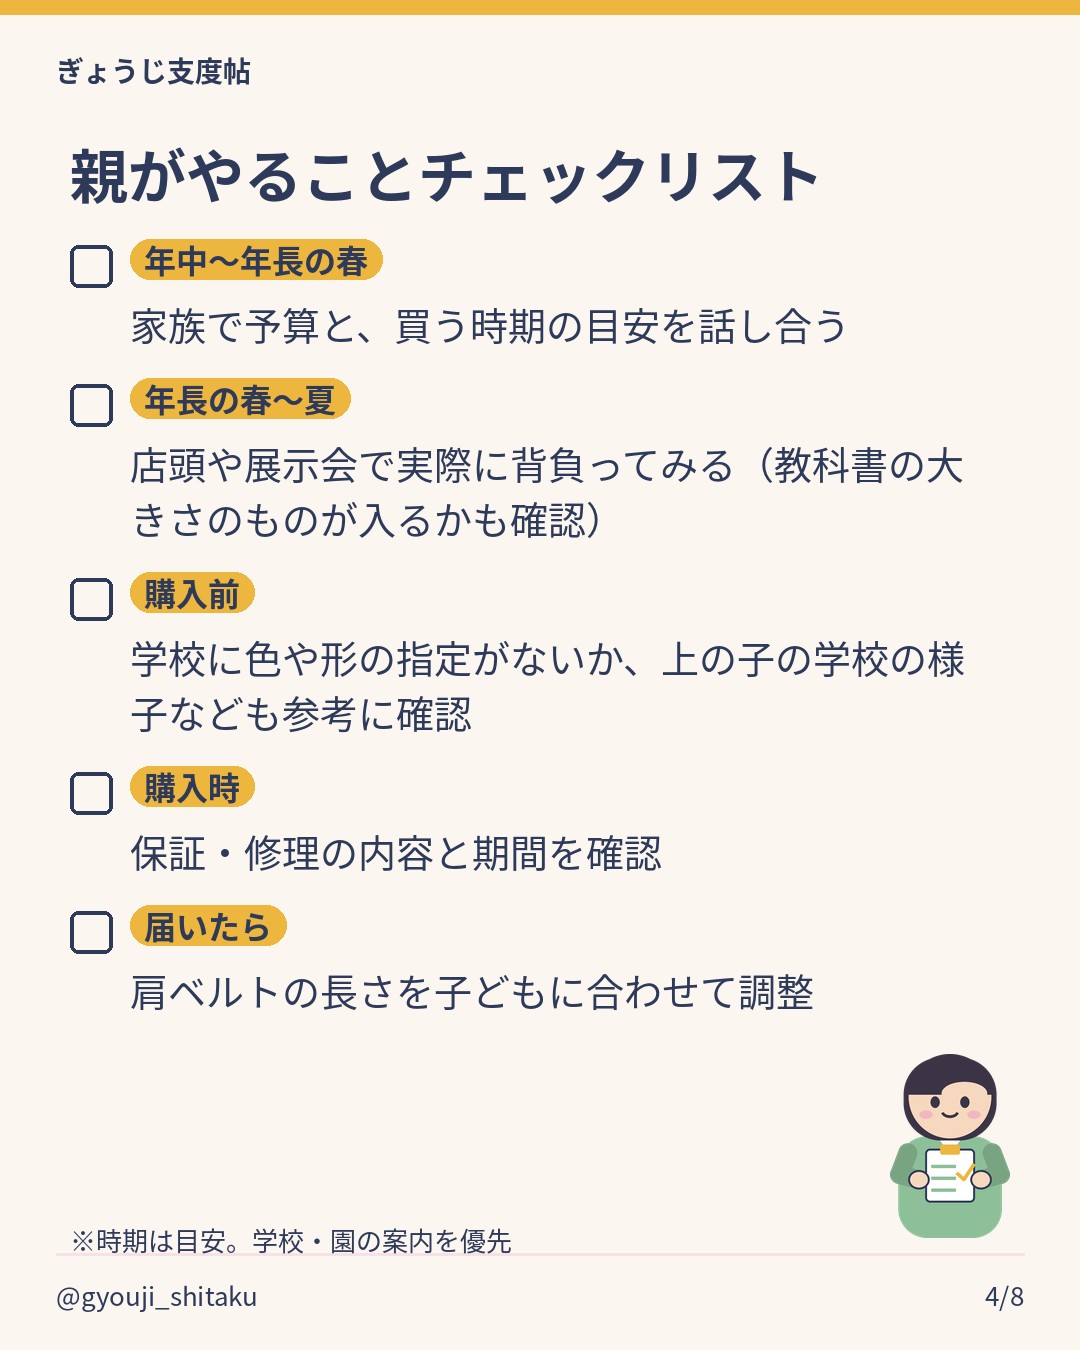 ぎょうじ支度帖
親がやることチェックリスト
年中〜年長の春
家族で予算と、買う時期の目安を話し合う
年長の春〜夏
店頭や展示会で実際に背負ってみる（教科書の大
きさのものが入るかも確認）
購入前
学校に色や形の指定がないか、上の子の学校の様
子なども参考に確認
購入時
保証・修理の内容と期間を確認
届いたら
肩ベルトの長さを子どもに合わせて調整
※時期は目安。学校・園の案内を優先
@gyouji_shitaku
4/8